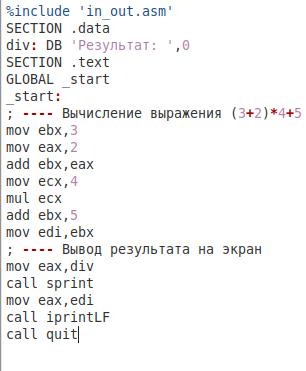 %include 'in_out.asm'
SECTION .data
div: DB 'Результат: ',0
SECTION .text
GLOBAL _start
_start:
; ---- Вычисление выражения (3+2)*4+5
mov ebx,3
mov eax,2
add ebx,eax
mov ecx,4
mul ecx
add ebx,5
mov edi,ebx
; ---- Вывод результата на экран
mov eax,div
call sprint
mov eax,edi
call iprintLF
call quit